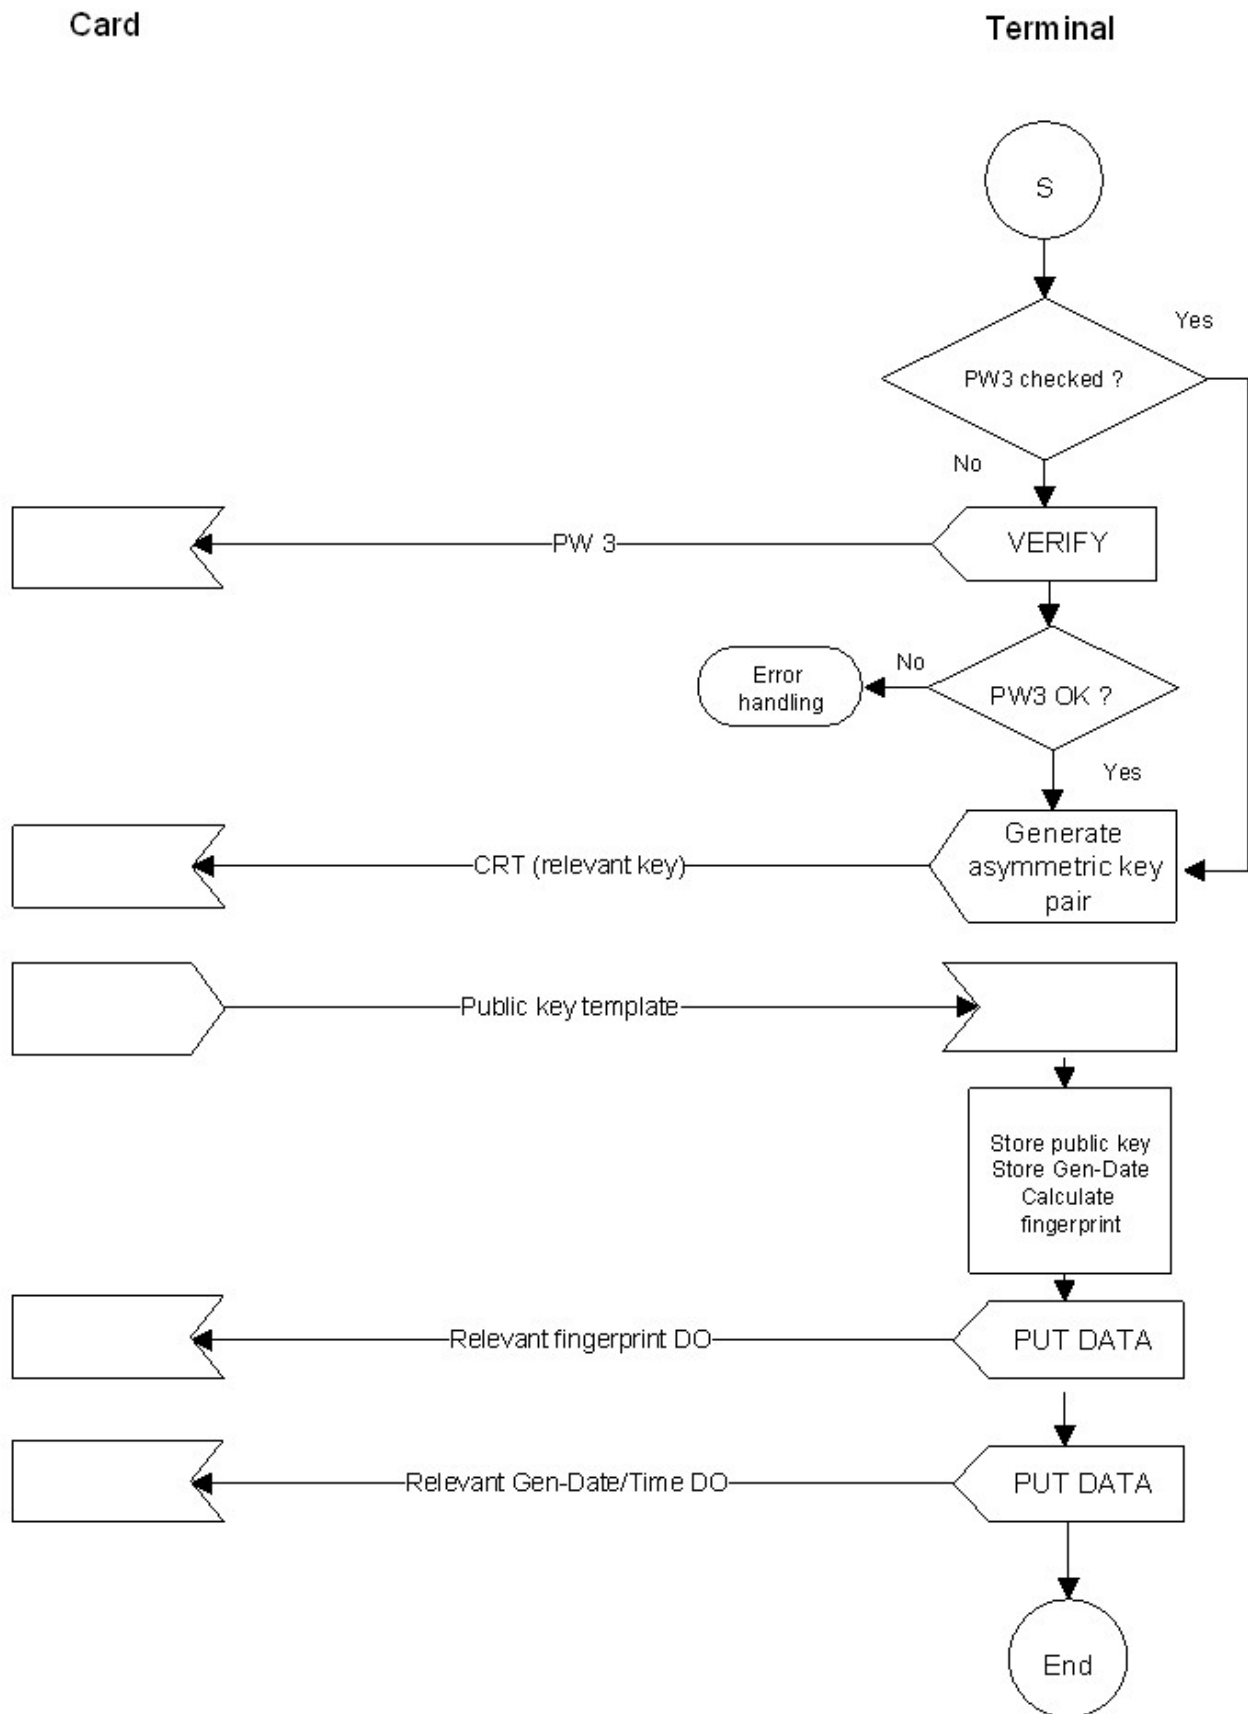 Card
Terminal
S
Yes
PW3 checked ?
No
PW 3
VERIFY
No
Error
handling
PW3 OK ?
Yes
Generate
asymmetric key
pair
CRT (relevant key)
Public key template
Store public key
Store Gen-Date
Calculate
fingerprint
Relevant fingerprint DO
PUT DATA
Relevant Gen-Date/Time DO
PUT DATA
End